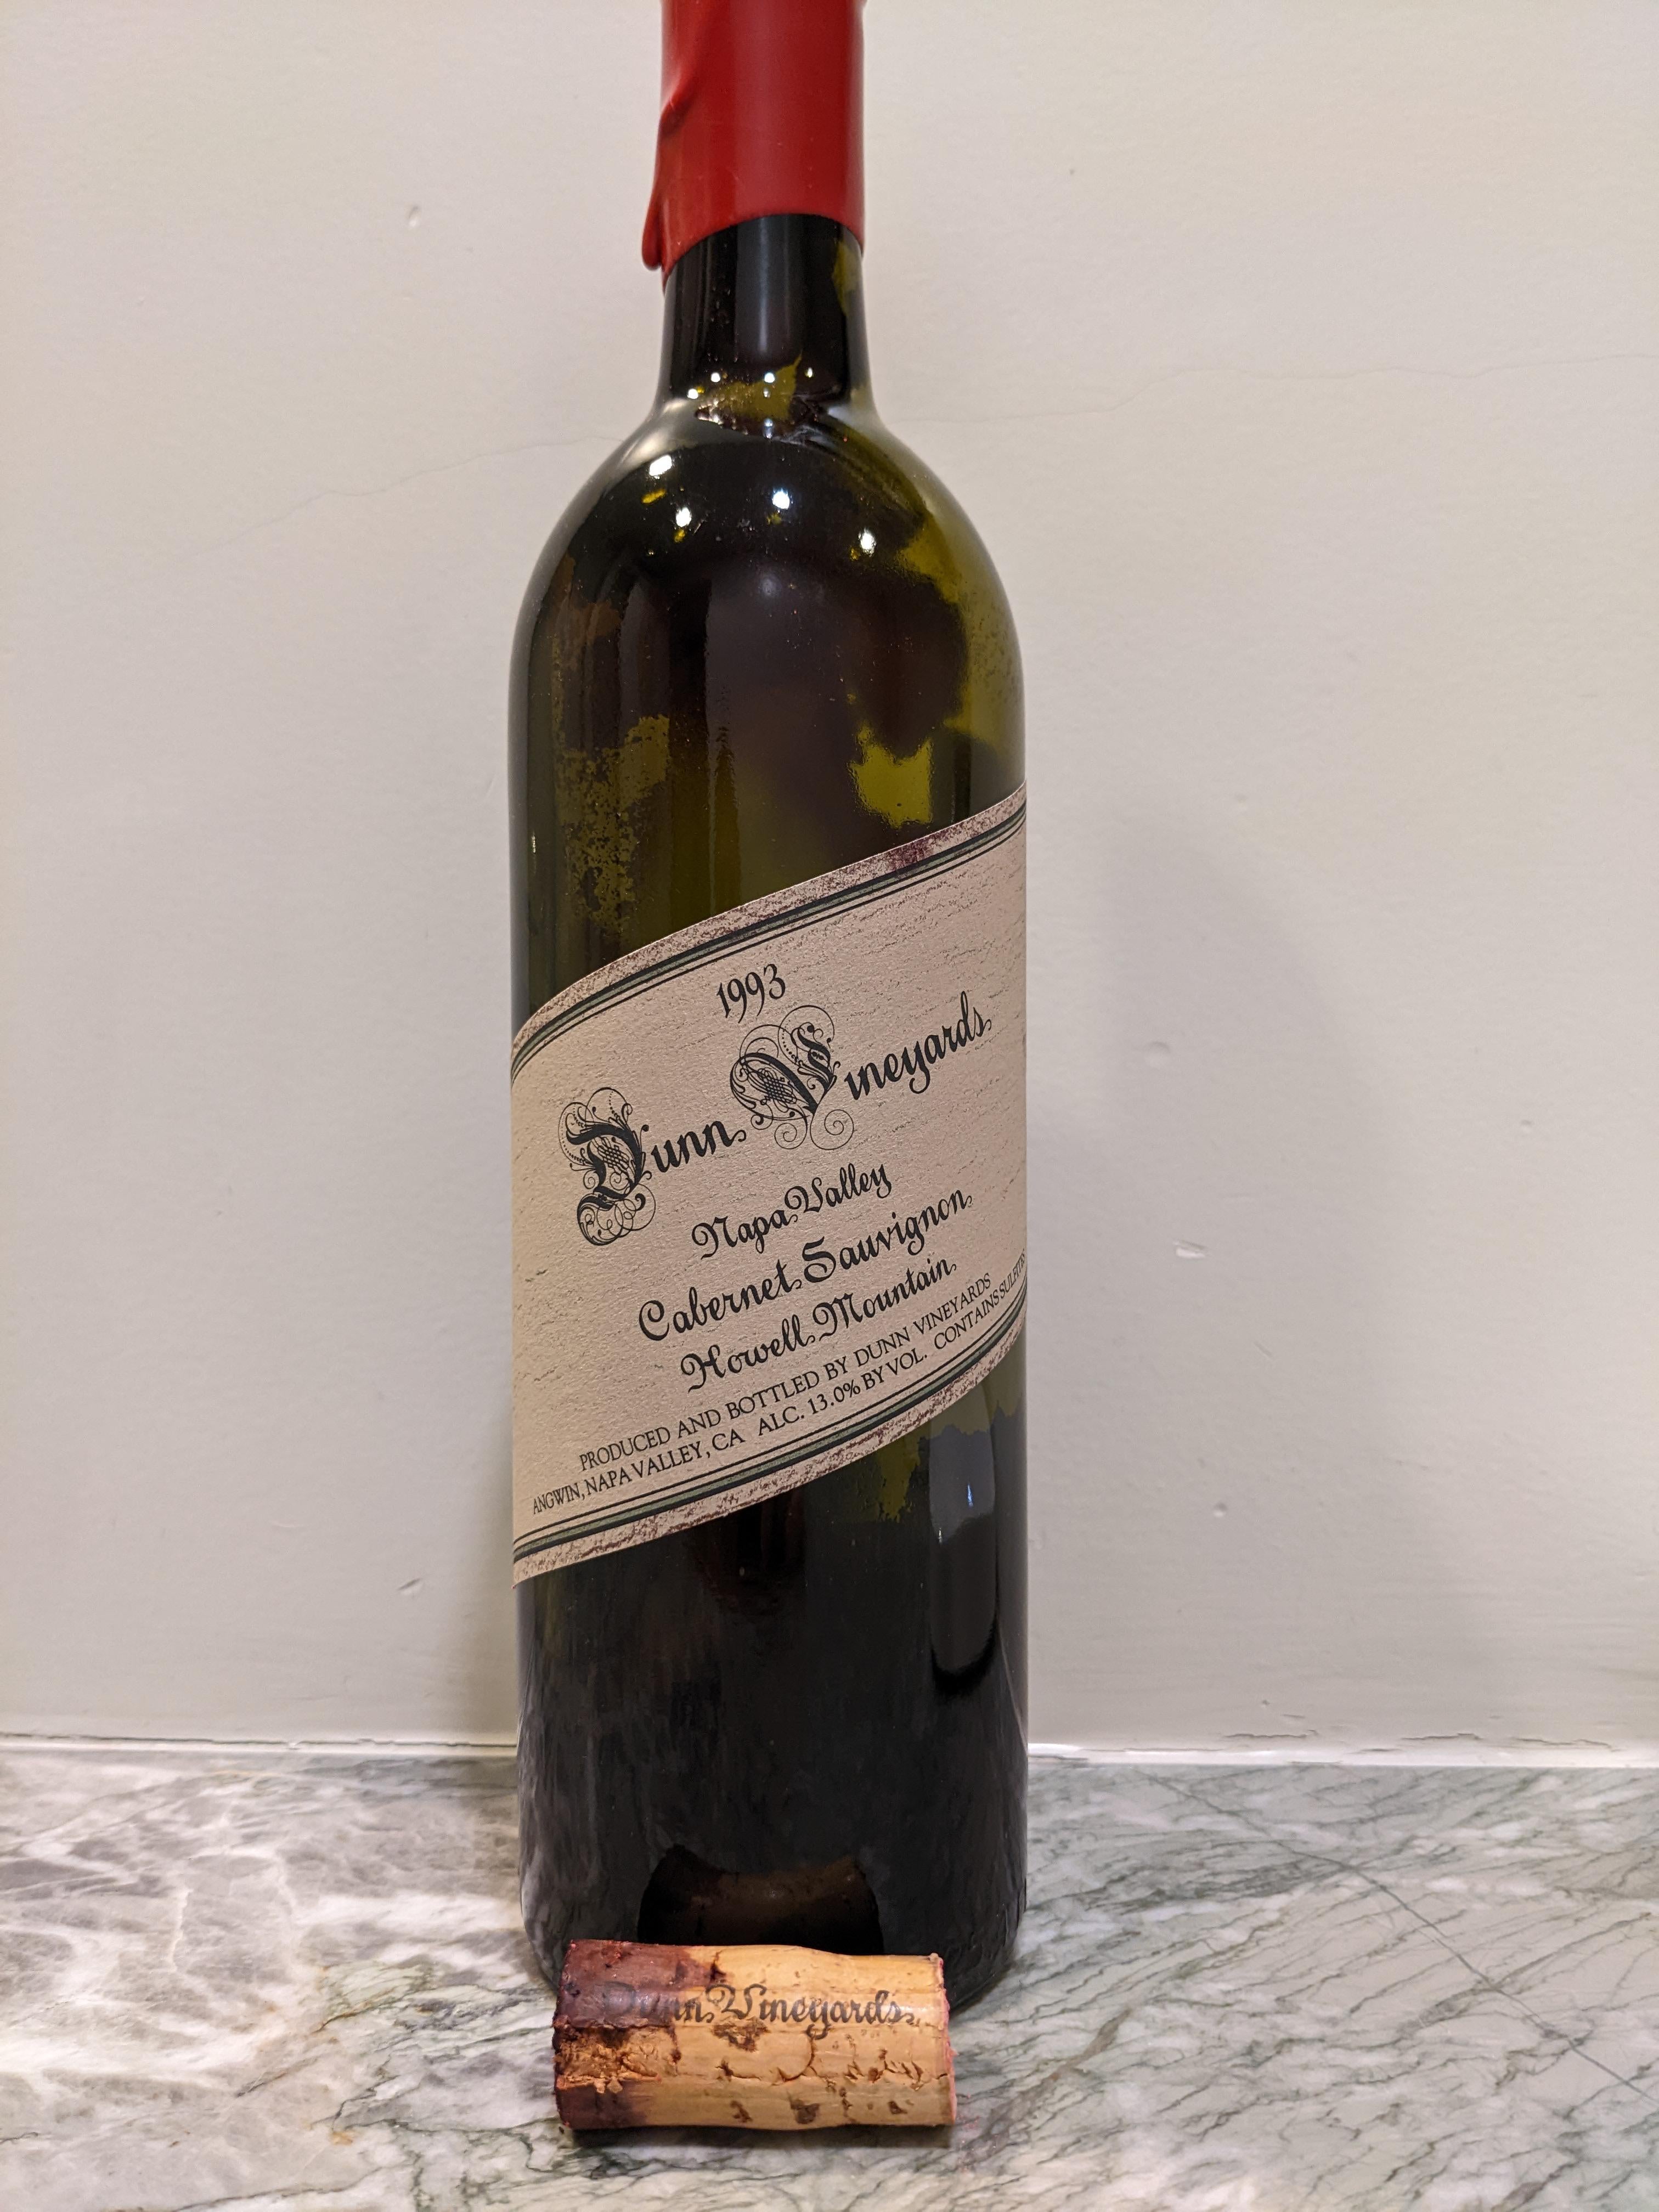 1993
Dunn Vineyards
Napa Valley
Cabernet Sauvignon
Howell Mountain
PRODUCED AND BOTTLED BY DUNN VINEYARDS
ANGWIN, NAPA VALLEY, CA ALC. 13.0% BY VOL. CONTAINS SULFITES
Dunn Vineyards